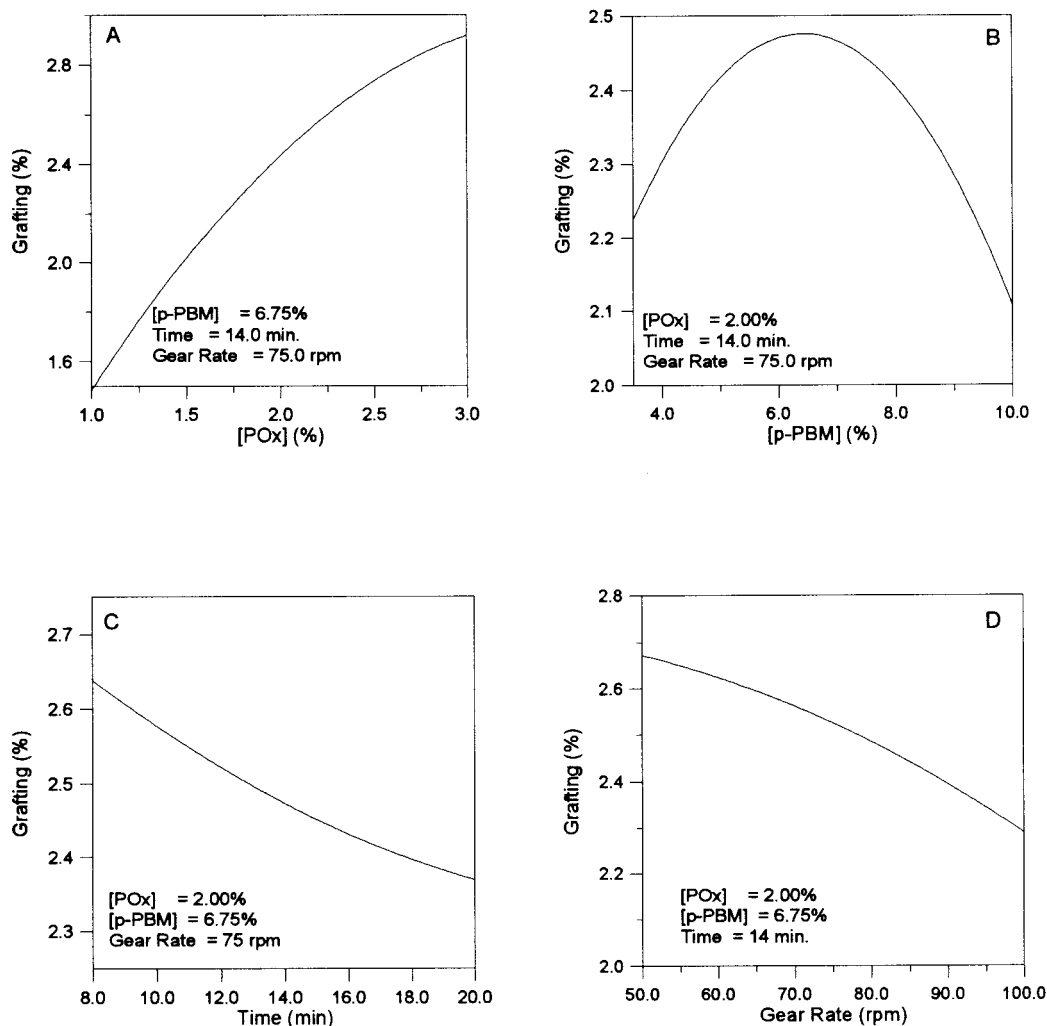 A
Grafting (%)
2.8
2.4
2.0
1.6
[p-PBM] = 6.75%
Time = 14.0 min.
Gear Rate = 75.0 rpm
1.0 1.5 2.0 2.5 3.0
[POx] (%)
B
Grafting (%)
2.5
2.4
2.3
2.2
2.1
2.0
[POx] = 2.00%
Time = 14.0 min.
Gear Rate = 75.0 rpm
4.0 6.0 8.0 10.0
[p-PBM] (%)
C
Grafting (%)
2.7
2.6
2.5
2.4
2.3
[POx] = 2.00%
[p-PBM] = 6.75%
Gear Rate = 75 rpm
8.0 10.0 12.0 14.0 16.0 18.0 20.0
Time (min)
D
Grafting (%)
2.8
2.6
2.4
2.2
2.0
[POx] = 2.00%
[p-PBM] = 6.75%
Time = 14 min.
50.0 60.0 70.0 80.0 90.0 100.0
Gear Rate (rpm)